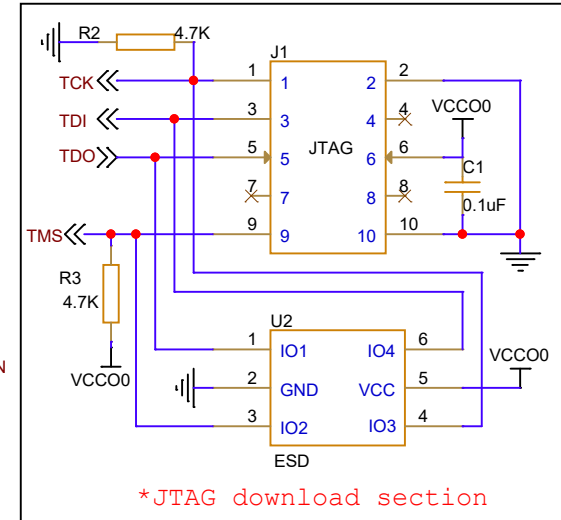 R2 4.7K
J1
TCK 1 1 2 2
VCCO0
TDI 3 3 4 4
TDO 5 5 JTAG 6 6
C1
7 7 8 8
0.1uF
TMS 9 9 10 10
R3
4.7K
U2
1 IO1 IO4 6
VCCO0
VCCO0
2 GND VCC 5
N
3 IO2 IO3 4
ESD
*JTAG download section